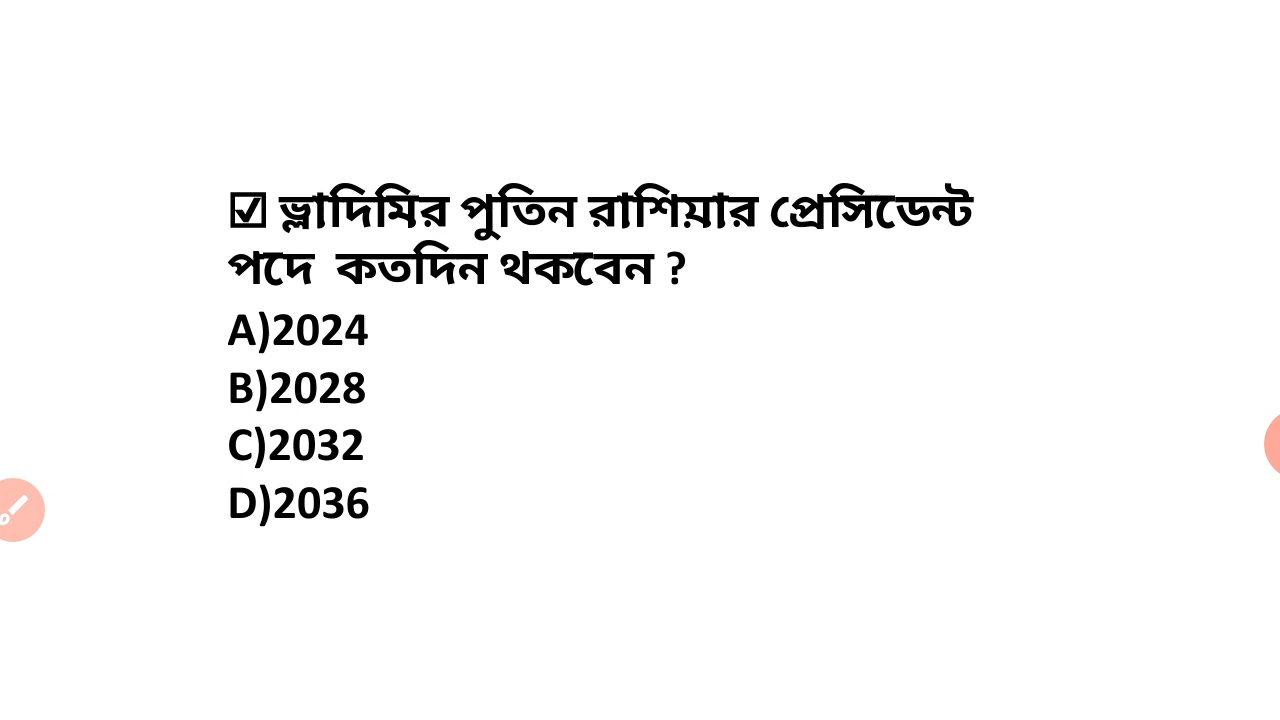 ☑ ভ্লাদিমির পুতিন রাশিয়ার প্রেসিডেন্ট
পদে কতদিন থকবেন ?
A)2024
B)2028
C)2032
D)2036